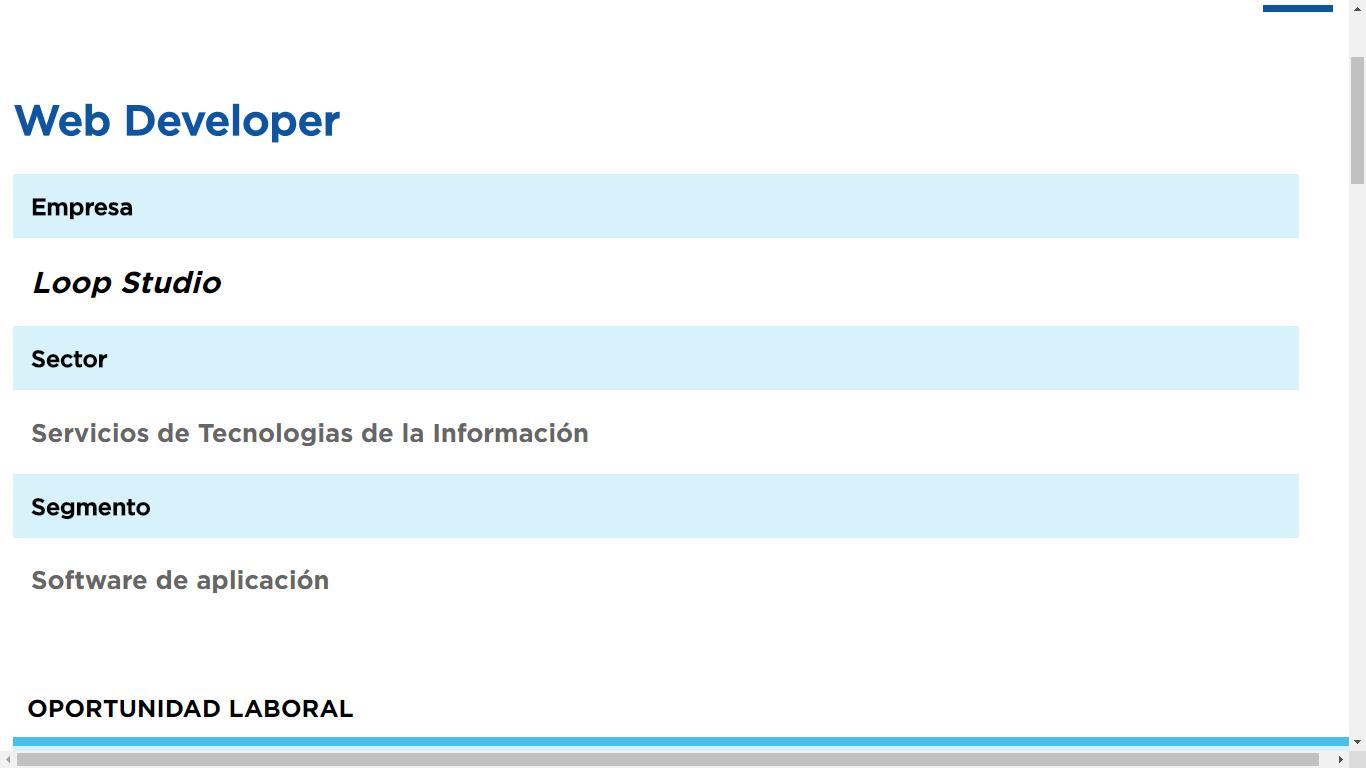 Web Developer
Empresa
Loop Studio
Sector
Servicios de Tecnologias de la Información
Segmento
Software de aplicación
OPORTUNIDAD LABORAL